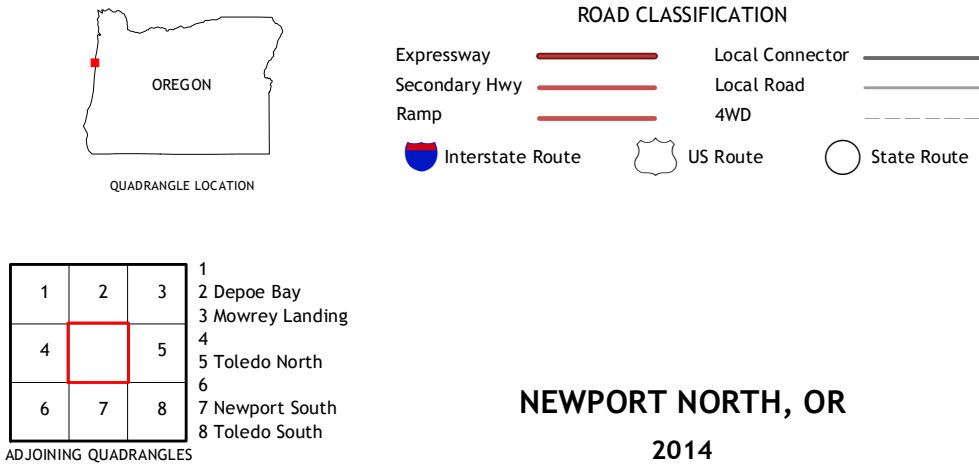 OREGON
QUADRANGLE LOCATION
ROAD CLASSIFICATION
Expressway
Secondary Hwy
Ramp
Local Connector
Local Road
4WD
Interstate Route
US Route
State Route
1 2 3
4 5
6 7 8
1
2 Depoe Bay
3 Mowrey Landing
4
5 Toledo North
6
7 Newport South
8 Toledo South
ADJOINING QUADRANGLES
NEWPORT NORTH, OR
2014